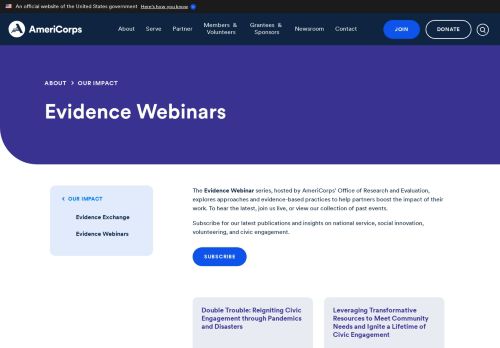 An official website of the United States government Here's how you know
AmeriCorps
About Serve Partner Members & Volunteers Grantees & Sponsors Newsroom Contact
JOIN
DONATE
ABOUT > OUR IMPACT
Evidence Webinars
< OUR IMPACT
Evidence Exchange
Evidence Webinars
The Evidence Webinar series, hosted by AmeriCorps' Office of Research and Evaluation,
explores approaches and evidence-based practices to help partners boost the impact of their
work. To hear the latest, join us live, or view our collection of past events.
Subscribe for our latest publications and insights on national service, social innovation,
volunteering, and civic engagement.
SUBSCRIBE
Double Trouble: Reigniting Civic
Engagement through Pandemics
and Disasters
Leveraging Transformative
Resources to Meet Community
Needs and Ignite a Lifetime of
Civic Engagement